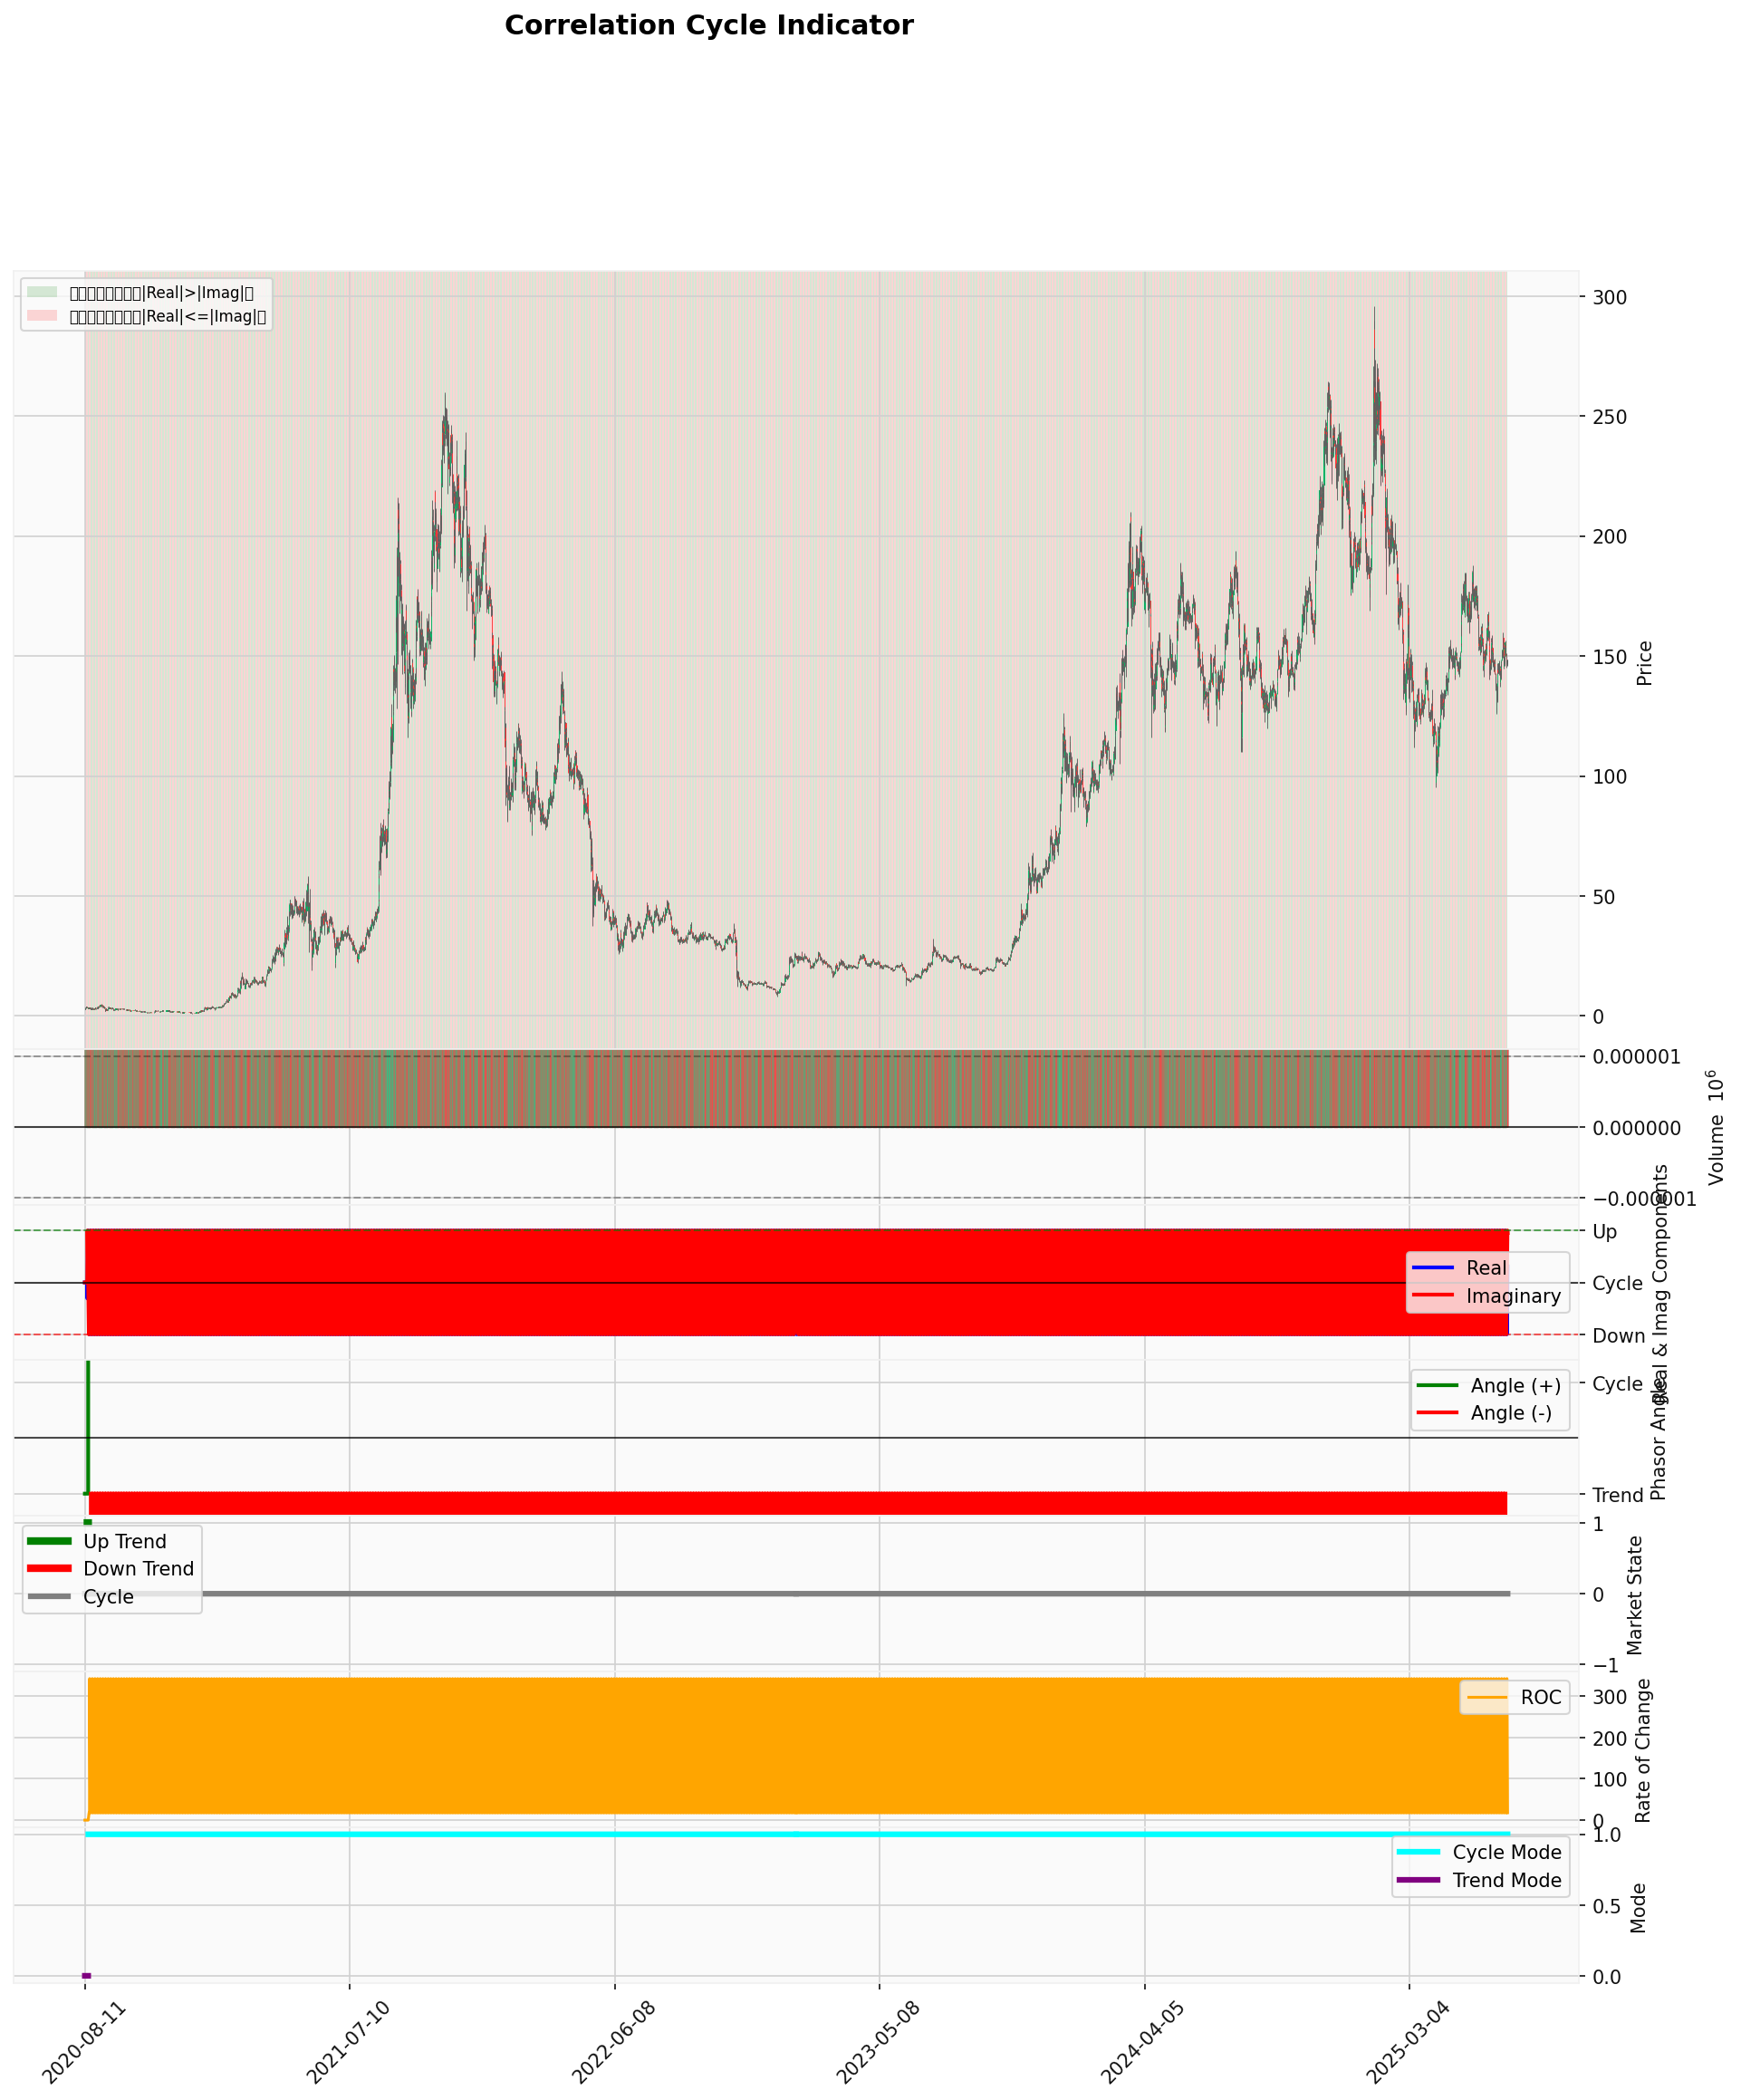 Correlation Cycle Indicator
|Real|>|Imag|
|Real|<=|Imag|
300
250
200
150
100
50
0
Price
0.000001
0.000000
−0.000001
Volume 10⁶
Up
Cycle
Down
Real & Imag Components
Real
Imaginary
Cycle
Trend
Phasor Angle
Angle (+)
Angle (-)
1
0
−1
Market State
Up Trend
Down Trend
Cycle
300
200
100
0
Rate of Change
ROC
1.0
0.5
0.0
Mode
Cycle Mode
Trend Mode
2020-08-11
2021-07-10
2022-06-08
2023-05-08
2024-04-05
2025-03-04